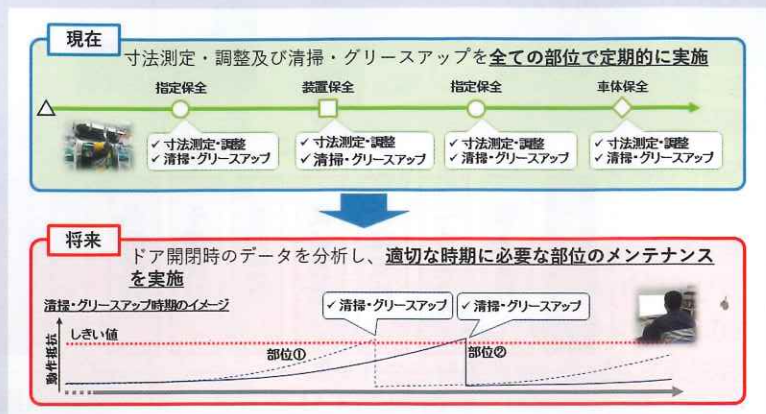 現在
寸法測定・調整及び清掃・グリースアップを全ての部位で定期的に実施
指定保全
装置保全
指定保全
車体保全
✓ 寸法測定・調整
✓ 清掃・グリースアップ
✓ 寸法測定・調整
✓ 清掃・グリースアップ
✓ 寸法測定・調整
✓ 清掃・グリースアップ
✓ 寸法測定・調整
✓ 清掃・グリースアップ
将来
ドア開閉時のデータを分析し、適切な時期に必要な部位のメンテナンス
を実施
清掃・グリースアップ時期のイメージ
✓ 清掃・グリースアップ
✓ 清掃・グリースアップ
動作抵抗
しきい値
部位①
部位②